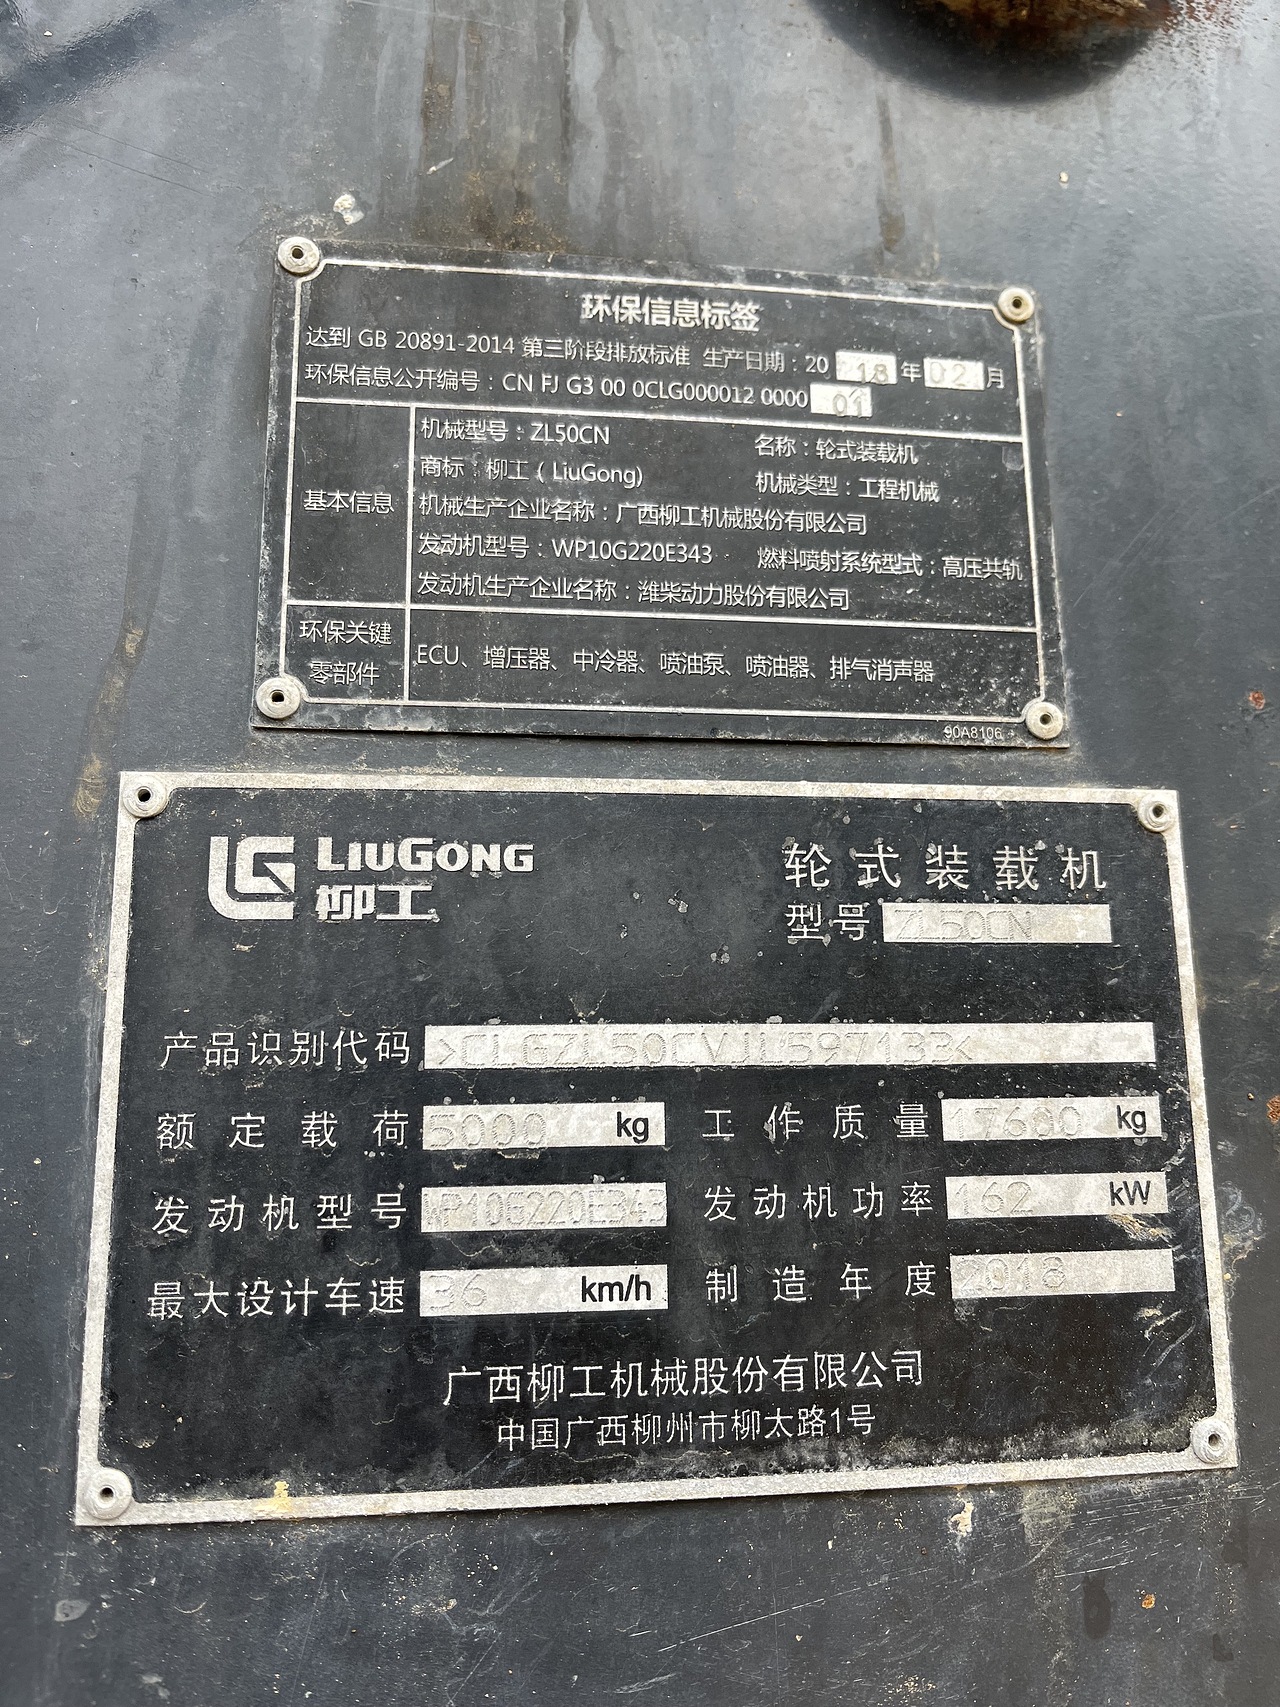 环保信息标签
达到 GB 20891-2014 第三阶段排放标准 生产日期：20 18 年 02 月
环保信息公开编号：CN FJ G3 00 0CLG000012 0000 01
基本信息
机械型号：ZL50CN 名称：轮式装载机
商标：柳工（LiuGong） 机械类型：工程机械
机械生产企业名称：广西柳工机械股份有限公司
发动机型号：WP10G220E343 燃料喷射系统型式：高压共轨
发动机生产企业名称：潍柴动力股份有限公司
环保关键
零部件
ECU、增压器、中冷器、喷油泵、喷油器、排气消声器
90A8106
LG LIUGONG
柳工
轮式装载机
型号 ZL50CN
产品识别代码 >CLGZL50CVJL597133<
额定载荷 5000 kg 工作质量 17600 kg
发动机型号 WP10G220E343 发动机功率 162 kW
最大设计车速 36 km/h 制造年度 2018
广西柳工机械股份有限公司
中国广西柳州市柳太路1号